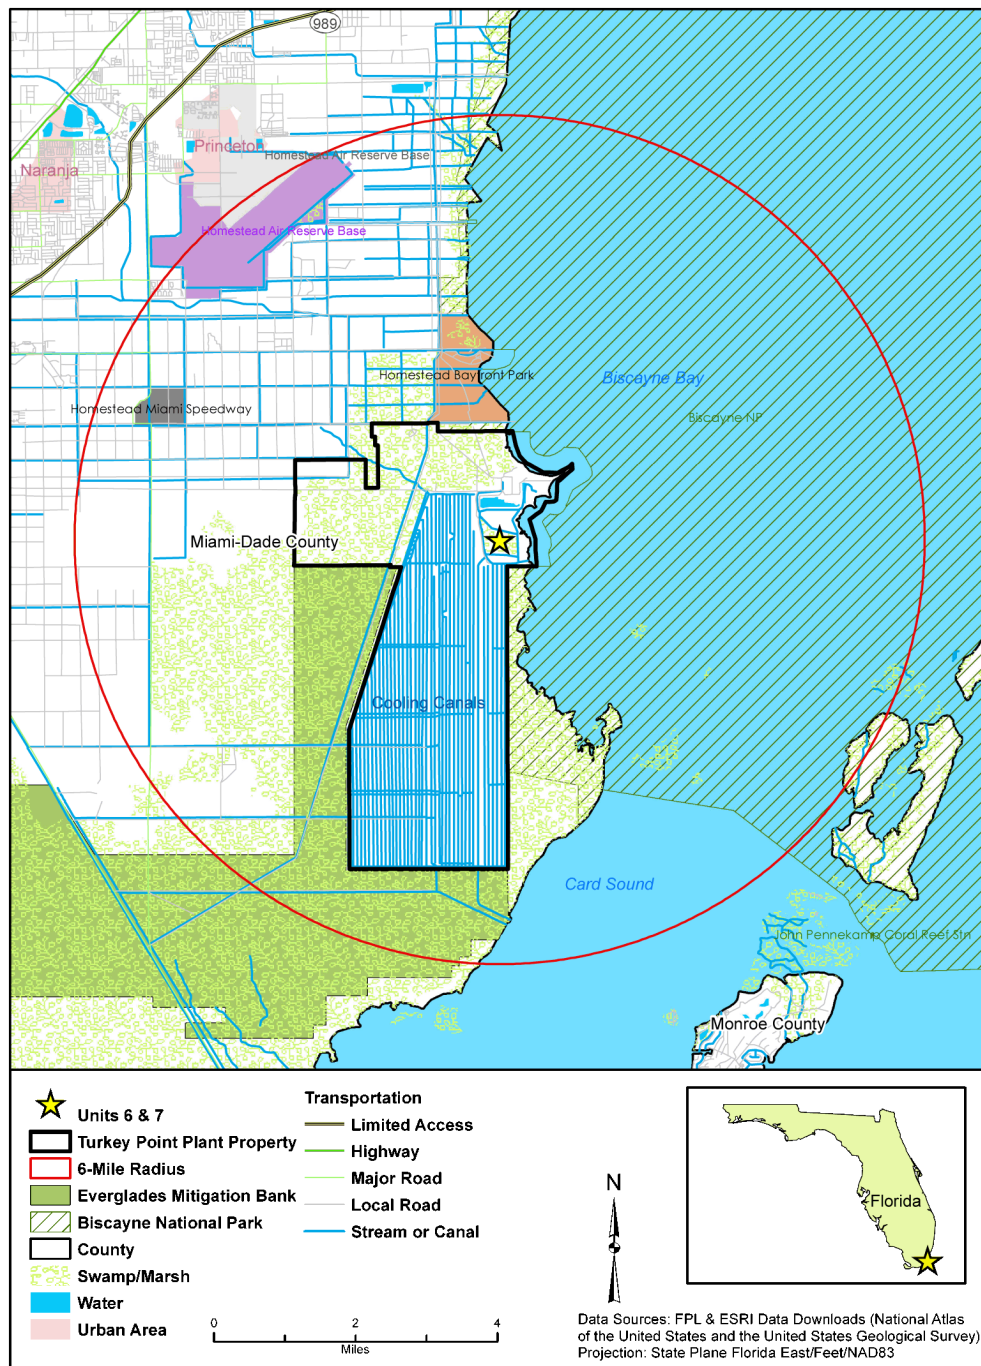 989
Princeton
Homestead Air Reserve Base
Naranja
Homestead Air Reserve Base
Biscayne Bay
Homestead Bayfront Park
Homestead Miami Speedway
Biscayne NP
Miami-Dade County
Cooling Canals
Card Sound
John Pennekamp Coral Reef Stn
Monroe County
Units 6 & 7
Turkey Point Plant Property
6-Mile Radius
Everglades Mitigation Bank
Biscayne National Park
County
Swamp/Marsh
Water
Urban Area
Transportation
Limited Access
Highway
Major Road
Local Road
Stream or Canal
0 2 4
Miles
N
Florida
Data Sources: FPL & ESRI Data Downloads (National Atlas
of the United States and the United States Geological Survey)
Projection: State Plane Florida East/Feet/NAD83